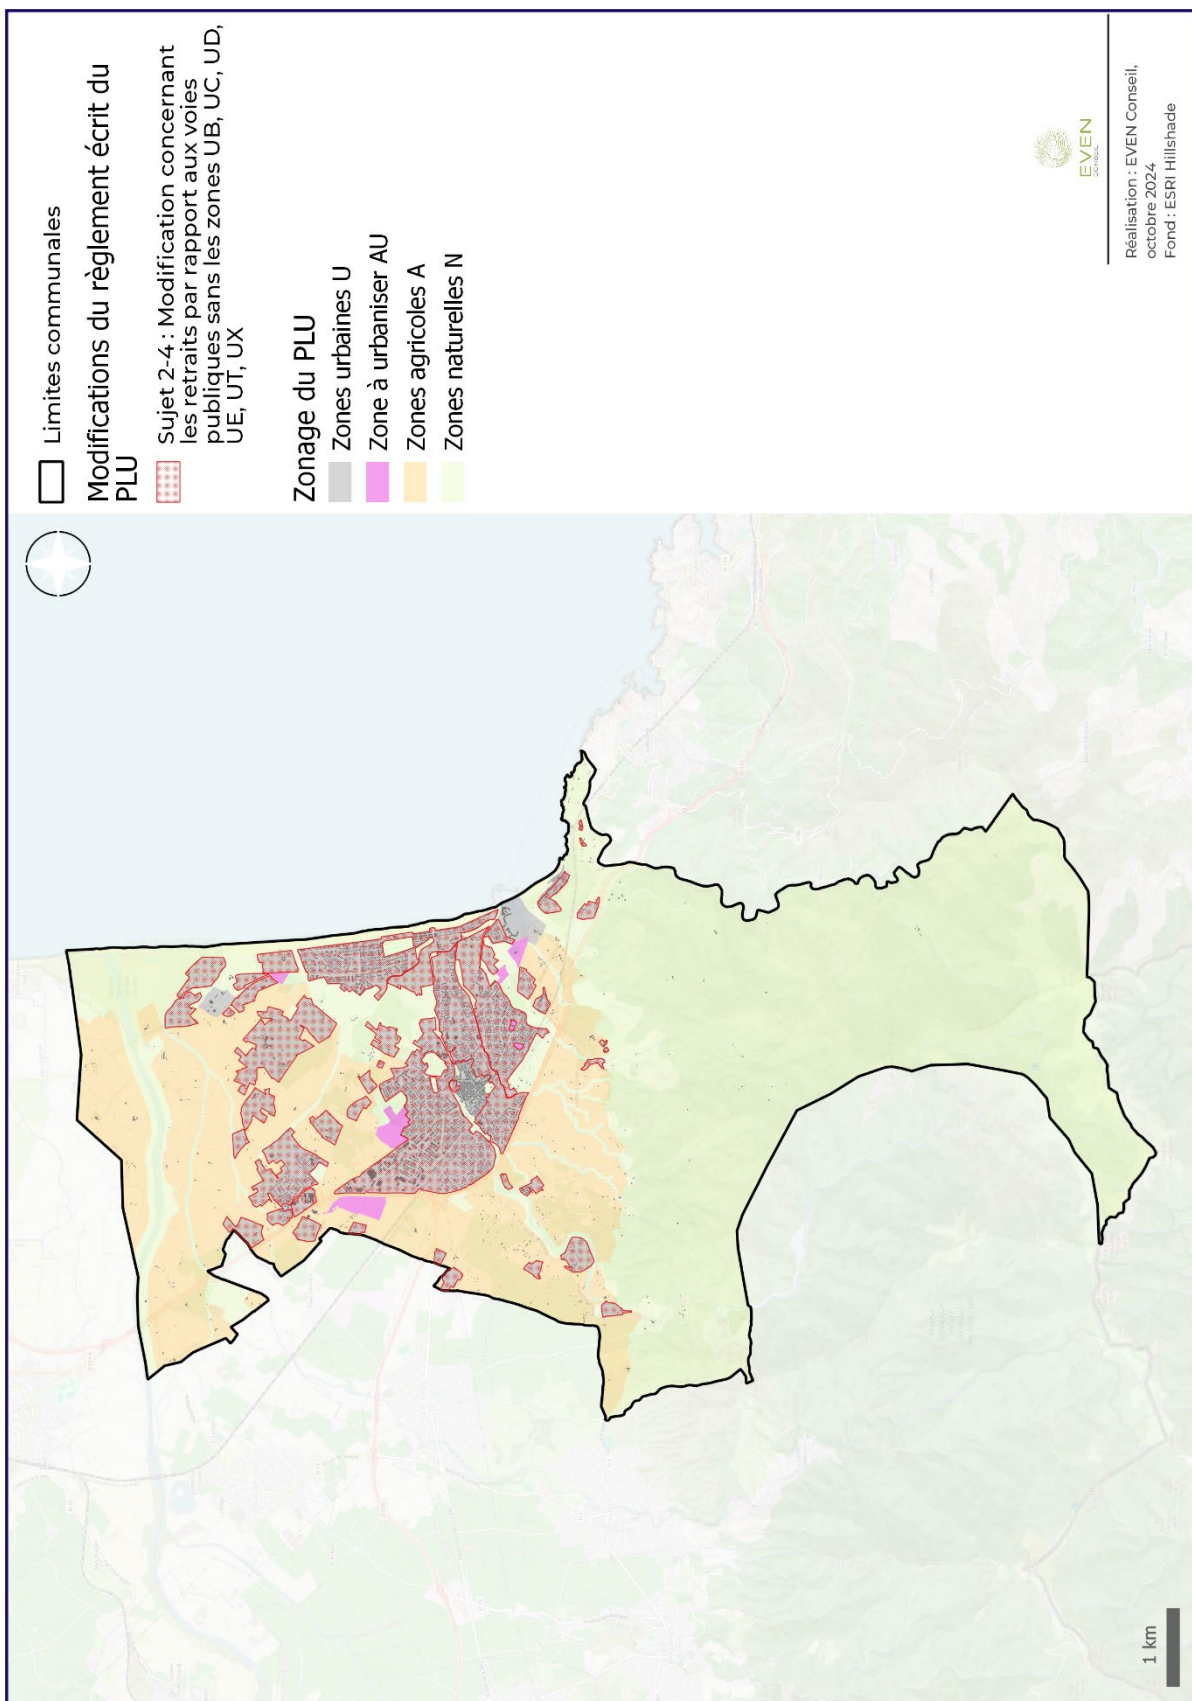 Limites communales
Modifications du règlement écrit du
PLU
Sujet 2-4 : Modification concernant
les retraits par rapport aux voies
publiques sans les zones UB, UC, UD,
UE, UT, UX
Zonage du PLU
Zones urbaines U
Zone à urbaniser AU
Zones agricoles A
Zones naturelles N
EVEN
CONSEIL
Réalisation : EVEN Conseil,
octobre 2024
Fond : ESRI Hillshade
1 km